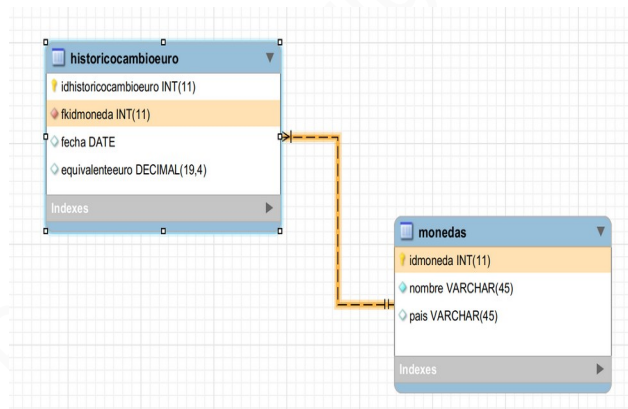 historicocambioeuro
idhistoricocambioeuro INT(11)
fkidmoneda INT(11)
fecha DATE
equivalenteeuro DECIMAL(19,4)
Indexes
monedas
idmoneda INT(11)
nombre VARCHAR(45)
pais VARCHAR(45)
Indexes